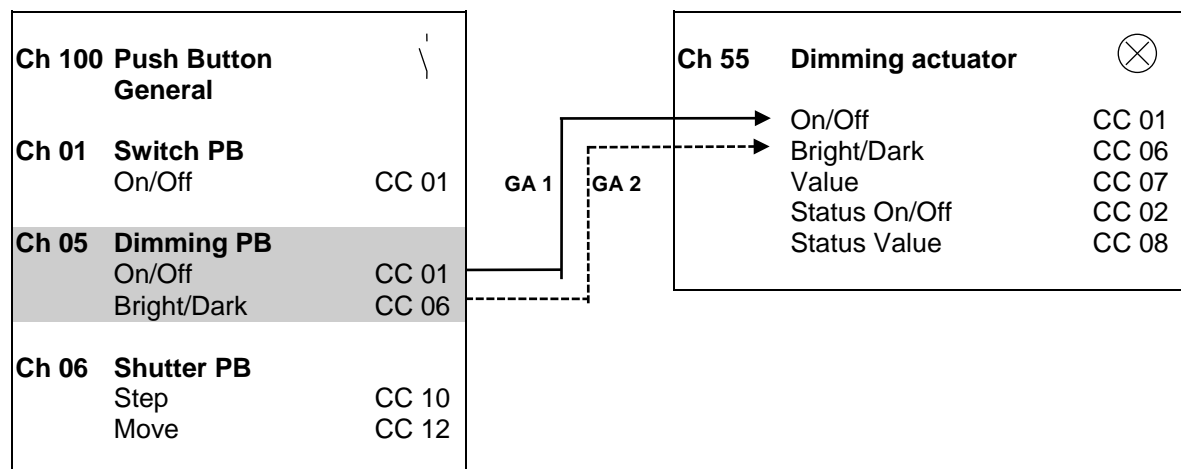 Ch 100 Push Button
General
Ch 01 Switch PB
On/Off CC 01
Ch 05 Dimming PB
On/Off CC 01
Bright/Dark CC 06
Ch 06 Shutter PB
Step CC 10
Move CC 12
GA 1
GA 2
Ch 55 Dimming actuator
On/Off CC 01
Bright/Dark CC 06
Value CC 07
Status On/Off CC 02
Status Value CC 08